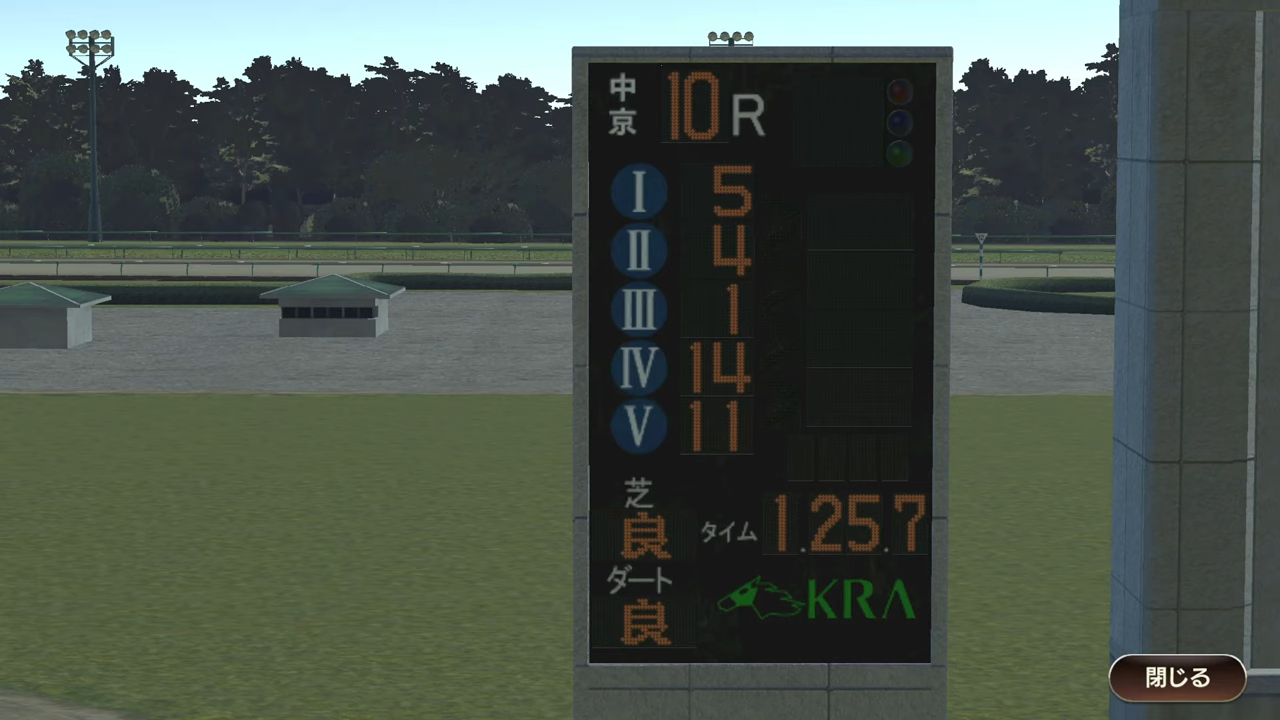 中京 10 R
I 5
II 4
III 1
IV 14
V 11
芝
良 タイム 1.25.7
ダート
良 KRA
閉じる